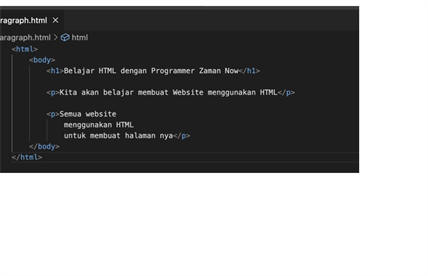 ragraph.html ×
aragraph.html > html
<html>
<body>
<h1>Belajar HTML dengan Programmer Zaman Now</h1>
<p>Kita akan belajar membuat Website menggunakan HTML</p>
<p>Semua website
menggunakan HTML
untuk membuat halaman nya</p>
</body>
</html>